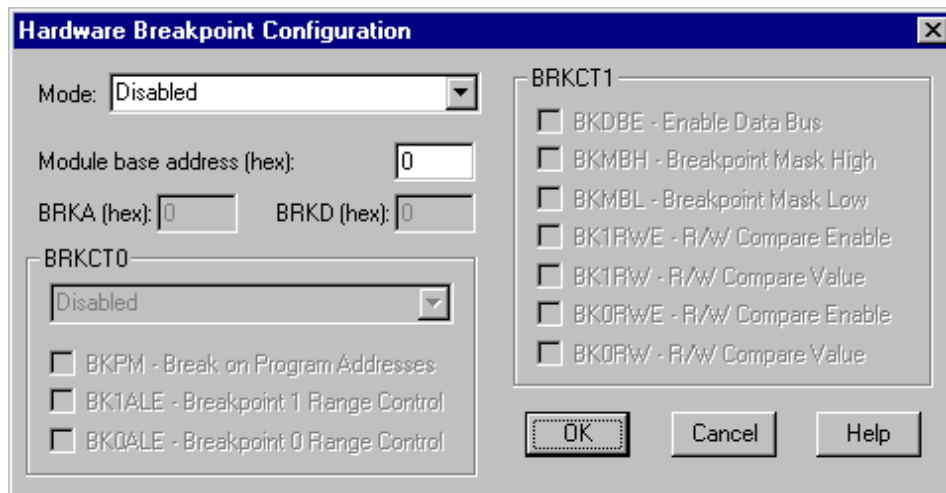 Hardware Breakpoint Configuration
Mode: Disabled
Module base address (hex): 0
BRKA (hex): 0 BRKD (hex): 0
BRKCT0
Disabled
BKPM - Break on Program Addresses
BK1ALE - Breakpoint 1 Range Control
BK0ALE - Breakpoint 0 Range Control
BRKCT1
BKDBE - Enable Data Bus
BKMBH - Breakpoint Mask High
BKMBL - Breakpoint Mask Low
BK1RWE - R/W Compare Enable
BK1RW - R/W Compare Value
BK0RWE - R/W Compare Enable
BK0RW - R/W Compare Value
OK Cancel Help